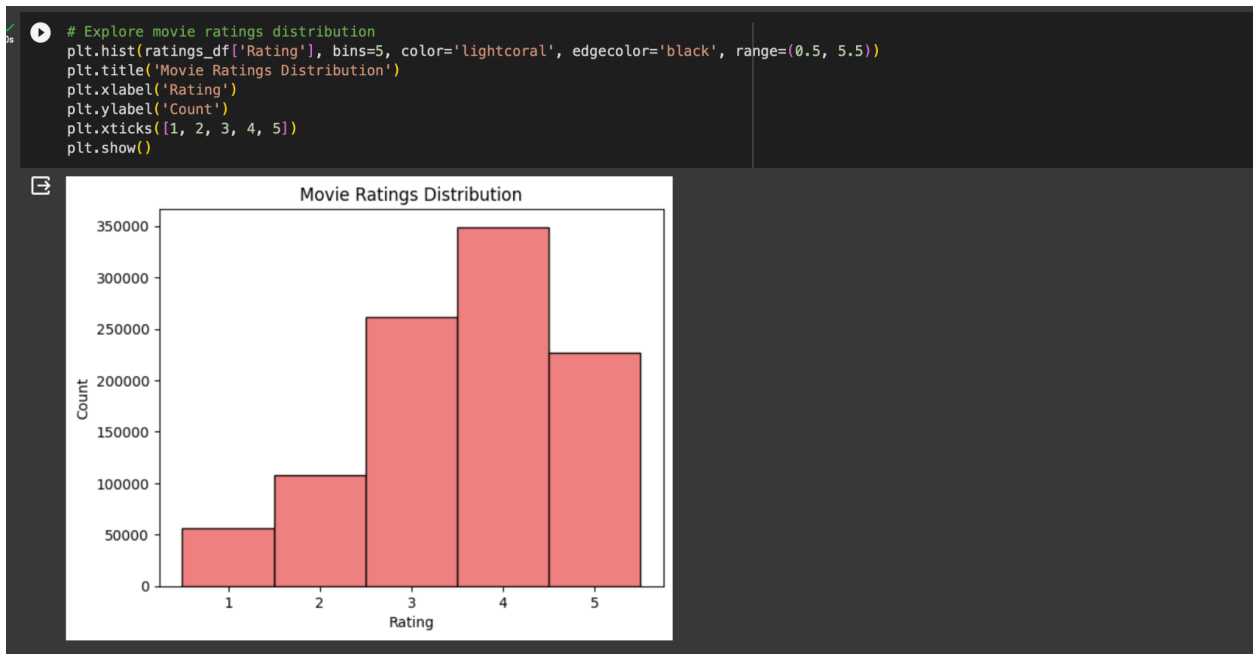 # Explore movie ratings distribution
plt.hist(ratings_df['Rating'], bins=5, color='lightcoral', edgecolor='black', range=(0.5, 5.5))
plt.title('Movie Ratings Distribution')
plt.xlabel('Rating')
plt.ylabel('Count')
plt.xticks([1, 2, 3, 4, 5])
plt.show()
Movie Ratings Distribution
350000
300000
250000
200000
150000
100000
50000
0
Count
1 2 3 4 5
Rating